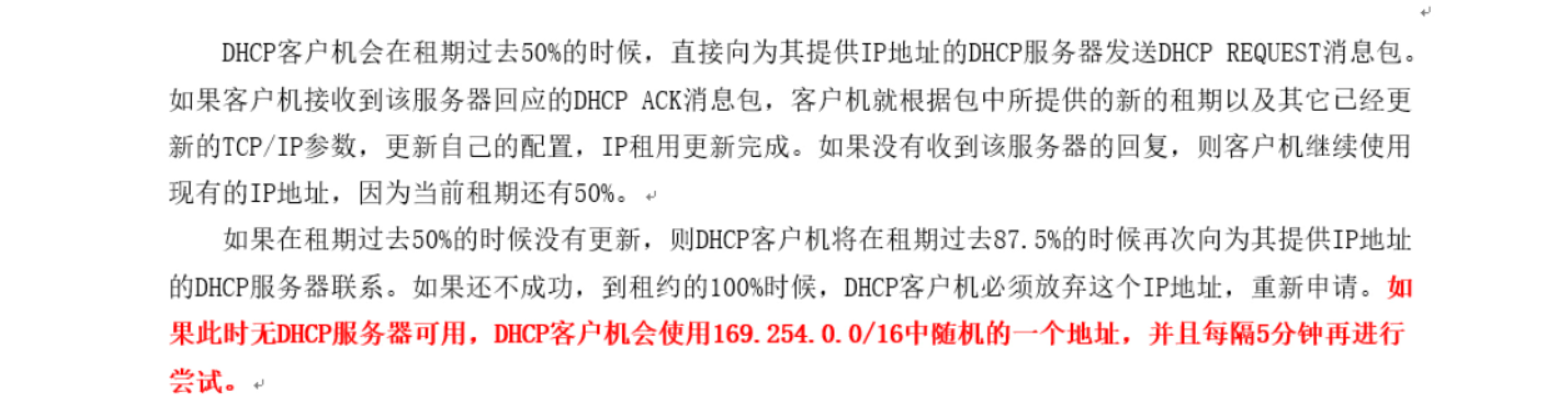 DHCP客户机会在租期过去50%的时候，直接向为其提供IP地址的DHCP服务器发送DHCP REQUEST消息包。
如果客户机接收到该服务器回应的DHCP ACK消息包，客户机就根据包中所提供的新的租期以及其它已经更
新的TCP/IP参数，更新自己的配置，IP租用更新完成。如果没有收到该服务器的回复，则客户机继续使用
现有的IP地址，因为当前租期还有50%。
如果在租期过去50%的时候没有更新，则DHCP客户机将在租期过去87.5%的时候再次向为其提供IP地址
的DHCP服务器联系。如果还不成功，到租约的100%时候，DHCP客户机必须放弃这个IP地址，重新申请。如
果此时无DHCP服务器可用，DHCP客户机会使用169.254.0.0/16中随机的一个地址，并且每隔5分钟再进行
尝试。